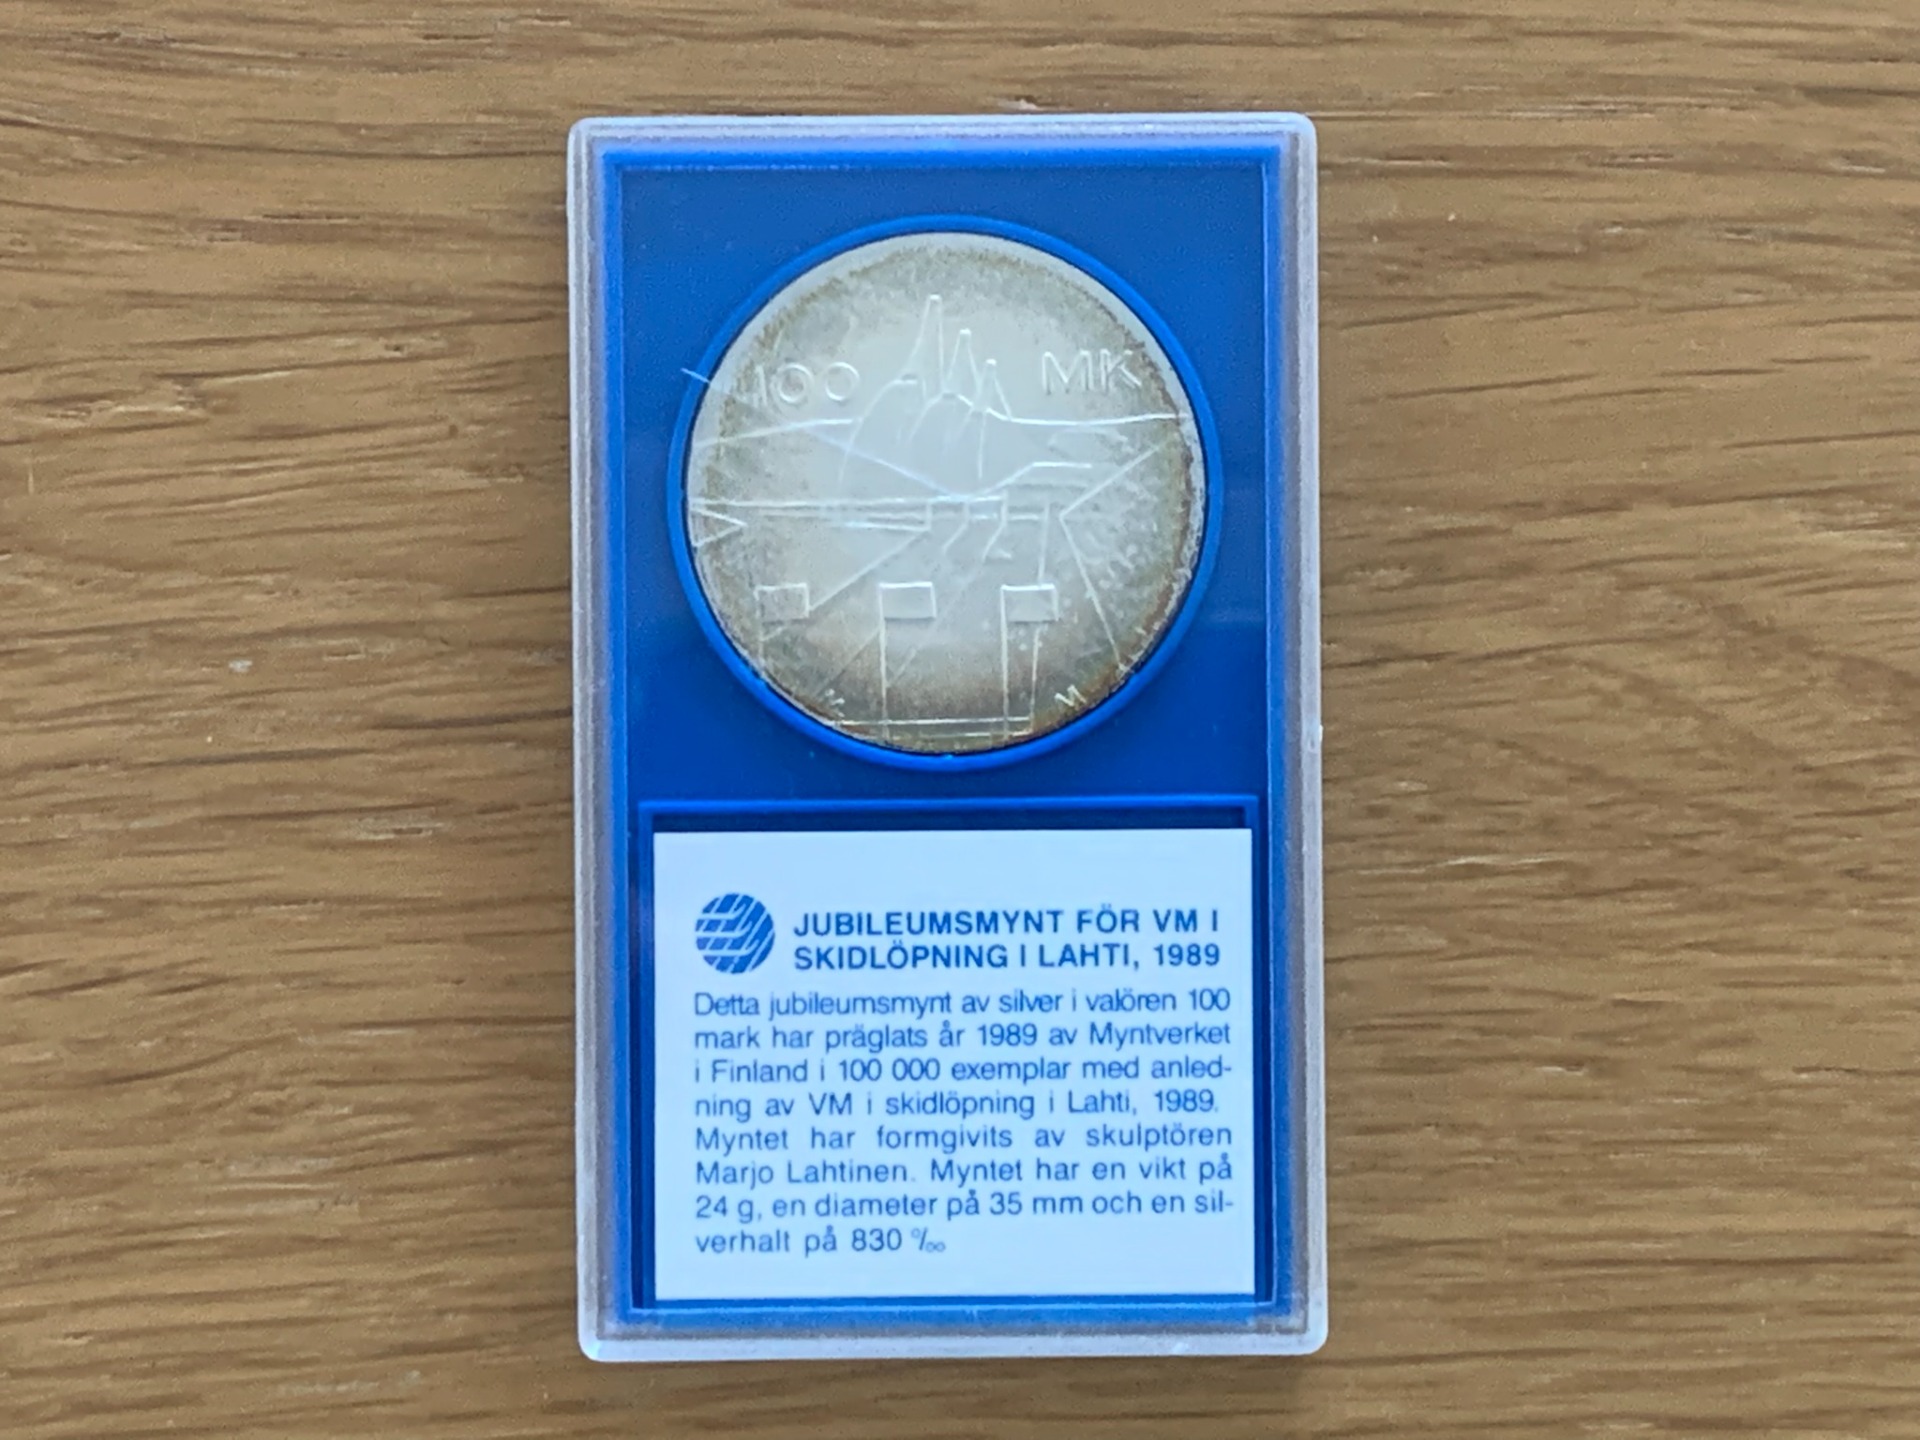 100 MK
K M
JUBILEUMSMYNT FÖR VM I
SKIDLÖPNING I LAHTI, 1989
Detta jubileumsmynt av silver i valören 100
mark har präglats år 1989 av Myntverket
i Finland i 100 000 exemplar med anled-
ning av VM i skidlöpning i Lahti, 1989.
Myntet har formgivits av skulptören
Marjo Lahtinen. Myntet har en vikt på
24 g, en diameter på 35 mm och en sil-
verhalt på 830 ‰